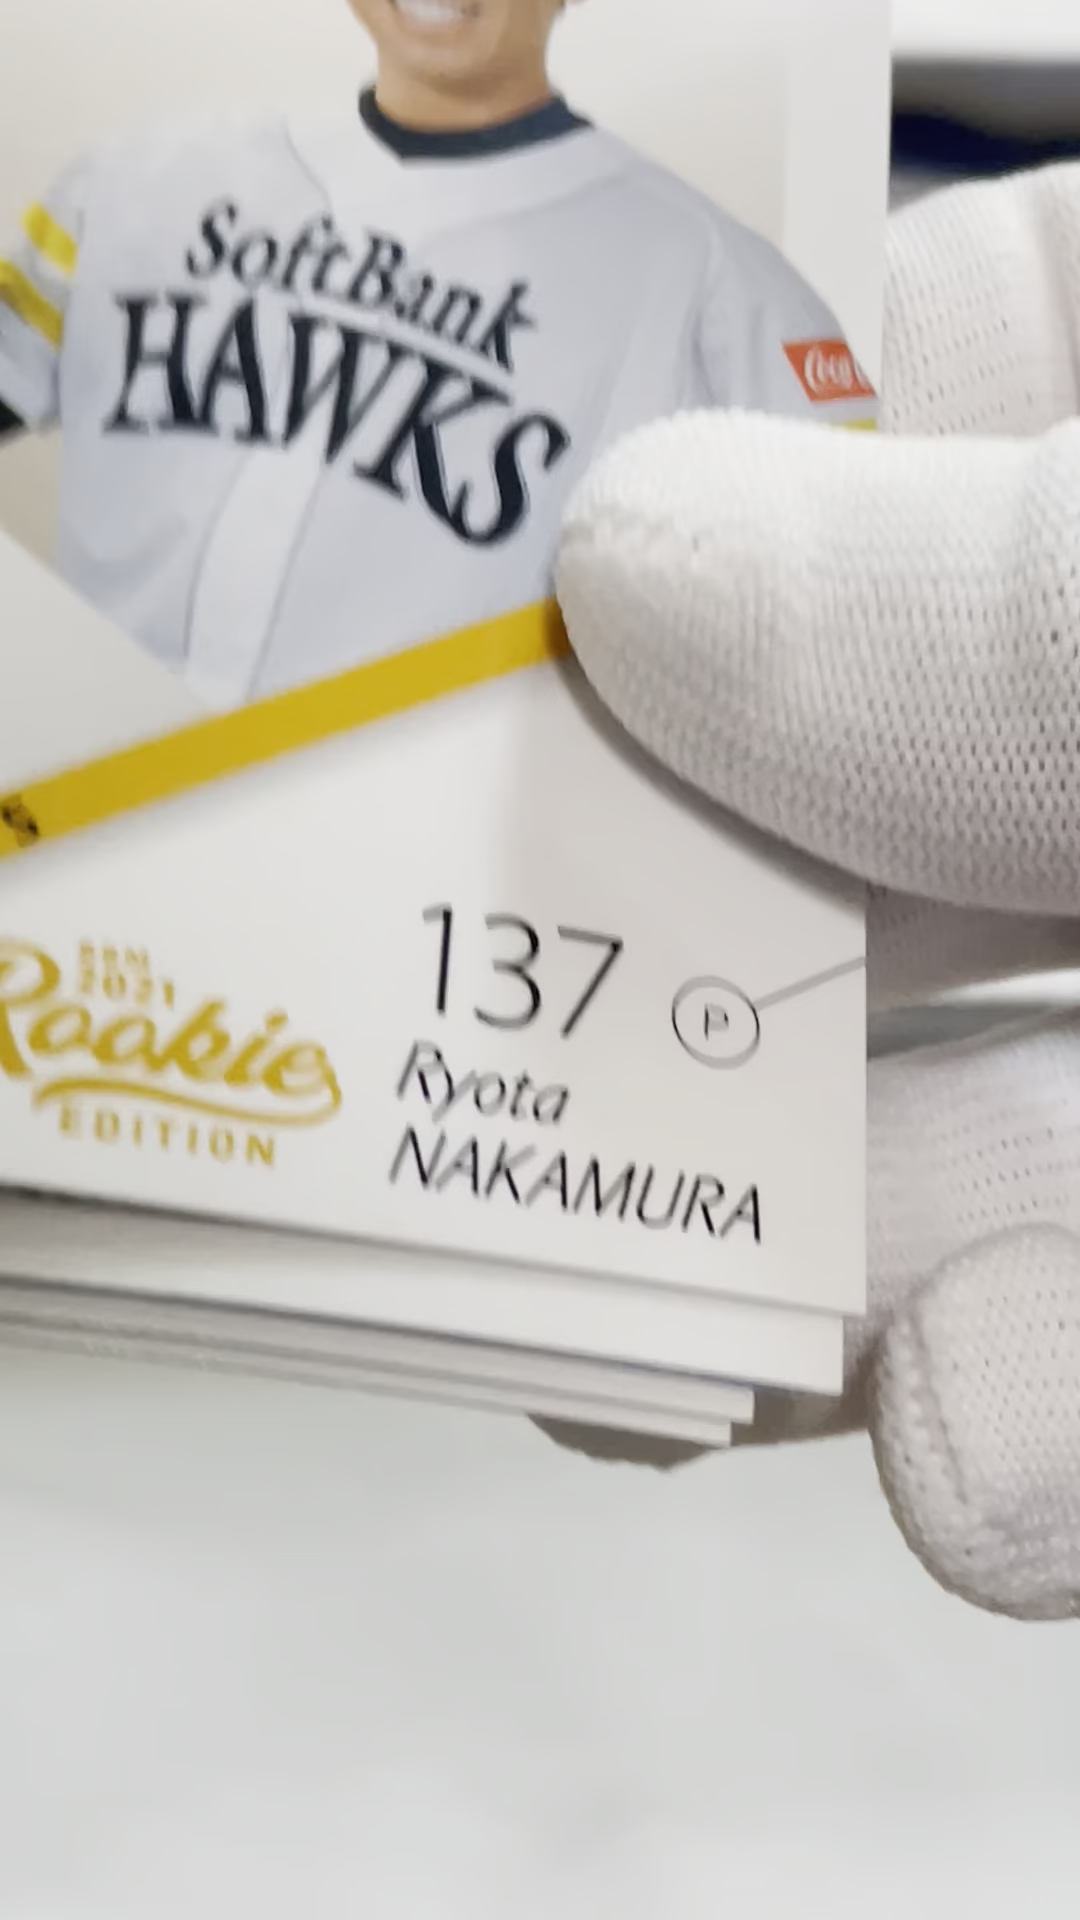 SoftBank
HAWKS
BBM
2021
Rookie
EDITION
137
P
Ryota
NAKAMURA